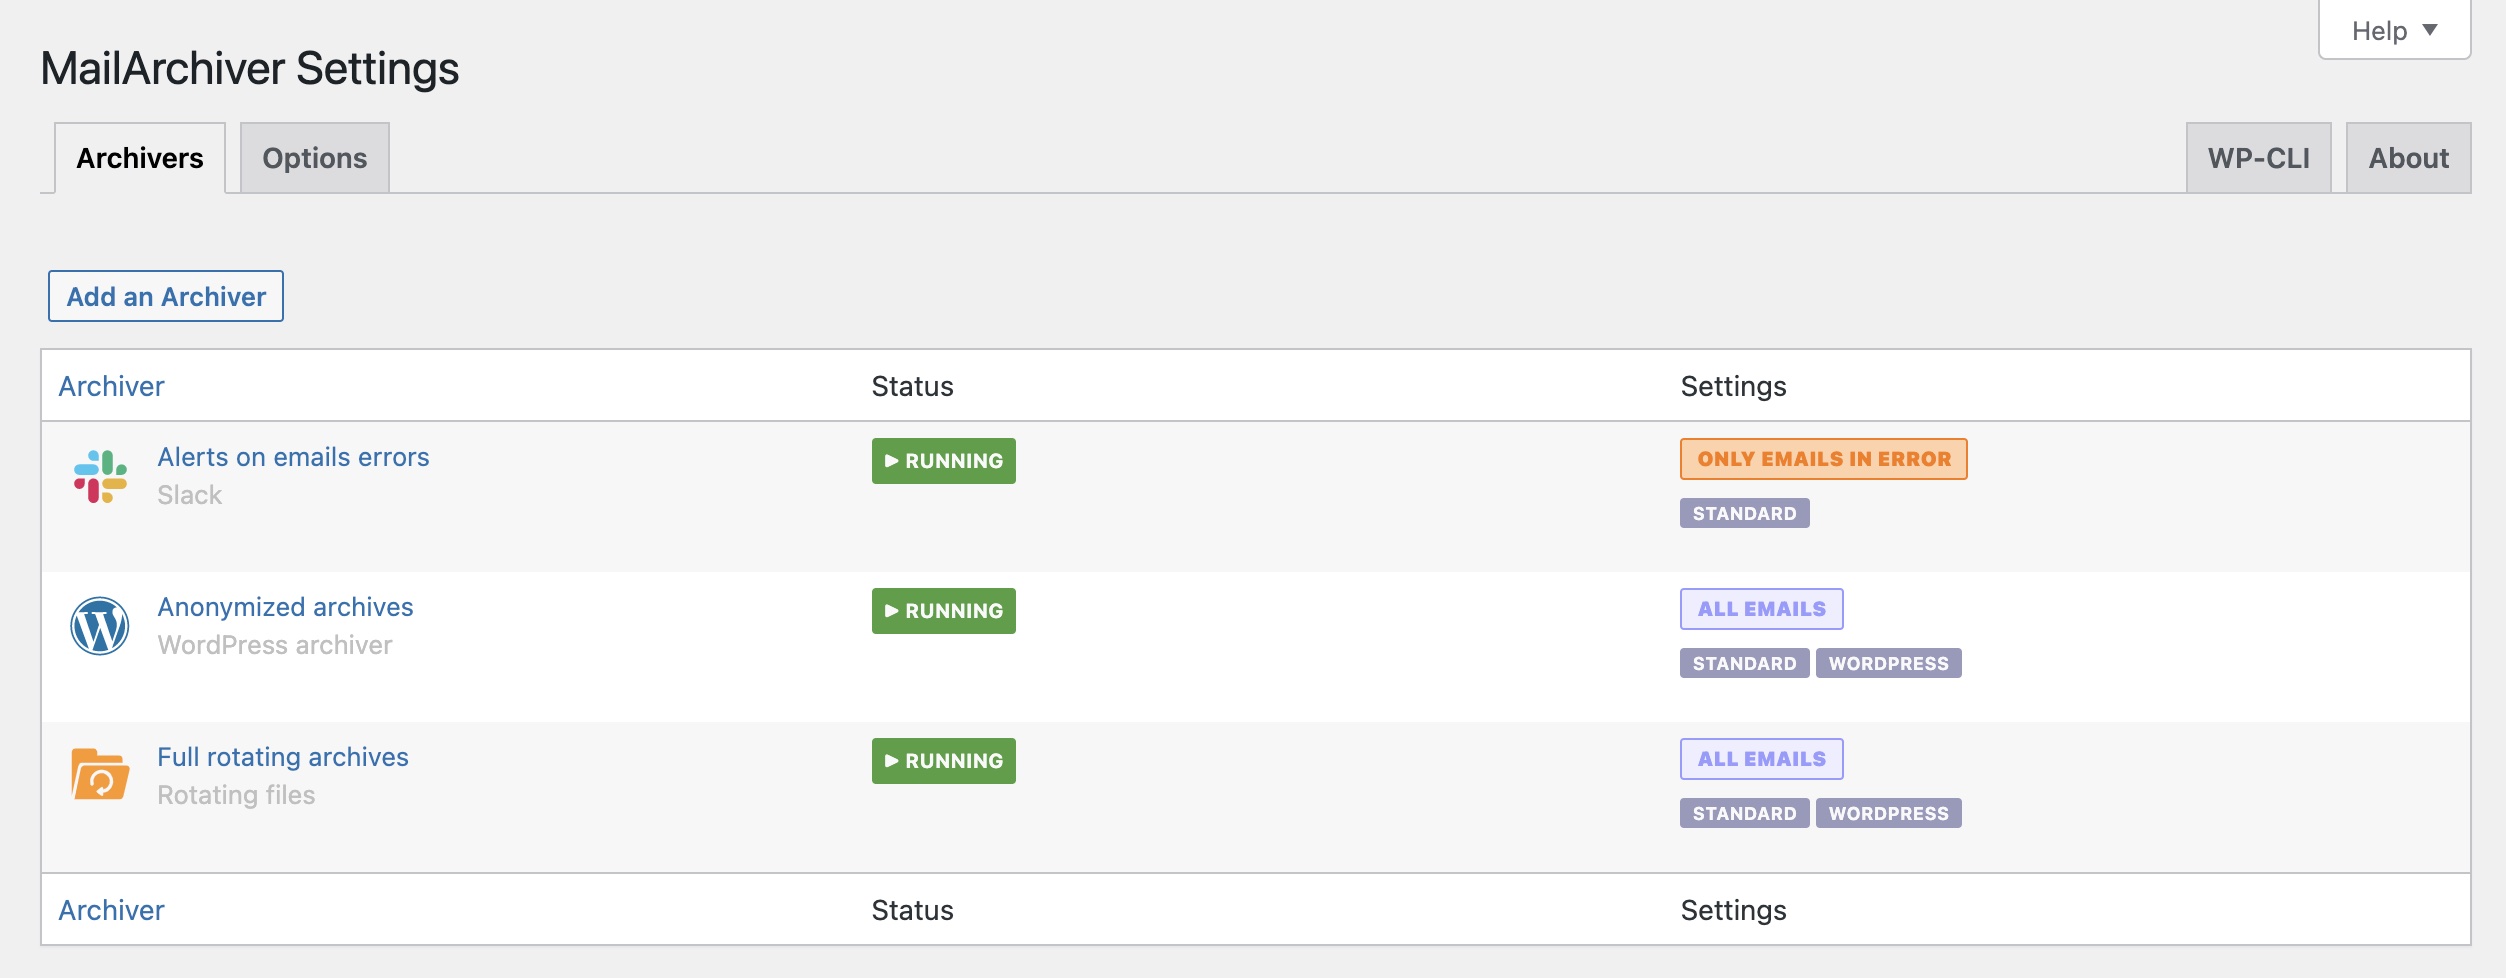 Help
MailArchiver Settings
Archivers Options WP-CLI About
Add an Archiver
Archiver Status Settings
Alerts on emails errors RUNNING ONLY EMAILS IN ERROR
Slack STANDARD
Anonymized archives RUNNING ALL EMAILS
WordPress archiver STANDARD WORDPRESS
Full rotating archives RUNNING ALL EMAILS
Rotating files STANDARD WORDPRESS
Archiver Status Settings